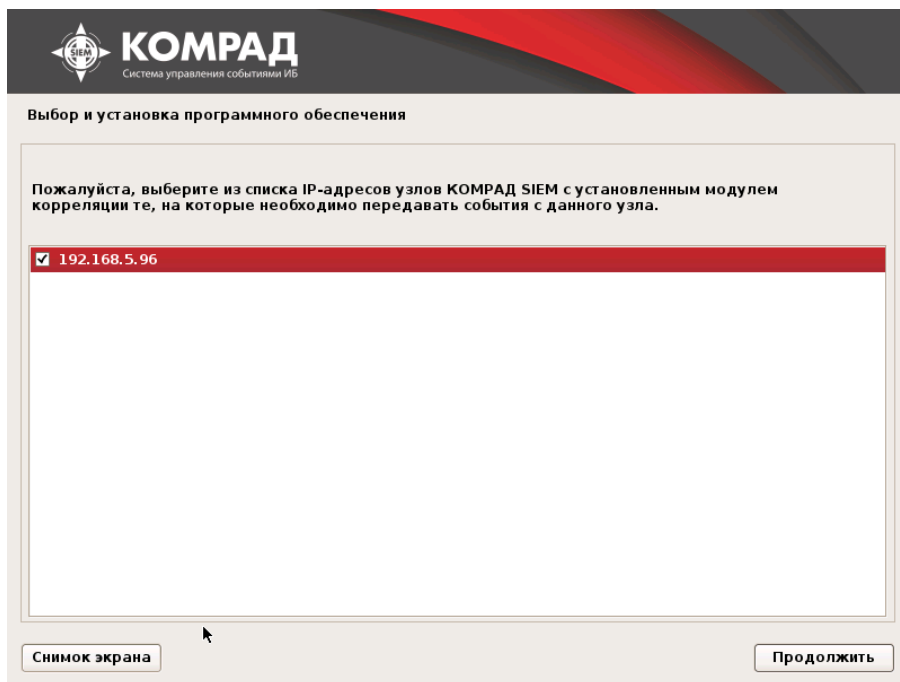 SIEM
КОМРАД
Система управления событиями ИБ
Выбор и установка программного обеспечения
Пожалуйста, выберите из списка IP-адресов узлов КОМРАД SIEM с установленным модулем
корреляции те, на которые необходимо передавать события с данного узла.
192.168.5.96
Снимок экрана
Продолжить